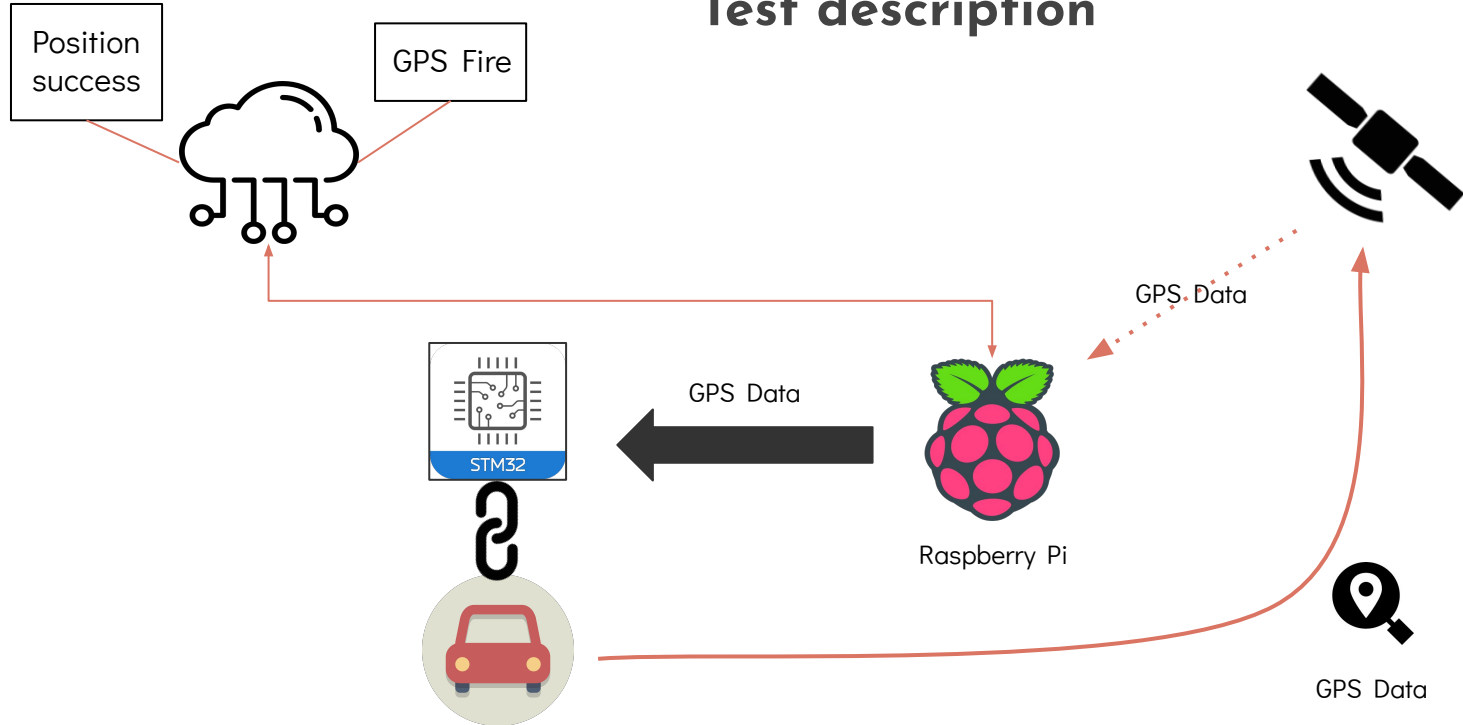 Test description
Position
success
GPS Fire
GPS Data
GPS Data
STM32
Raspberry Pi
GPS Data